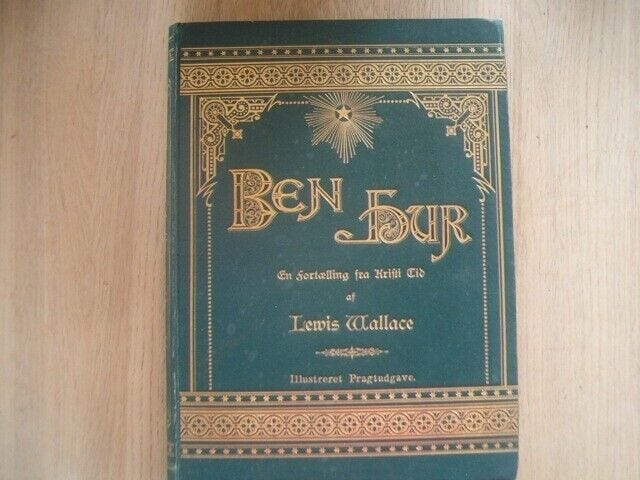 BEN HUR
En Fortælling fra Kristi Tid
af
Lewis Wallace
Illustreret Pragtudgave.